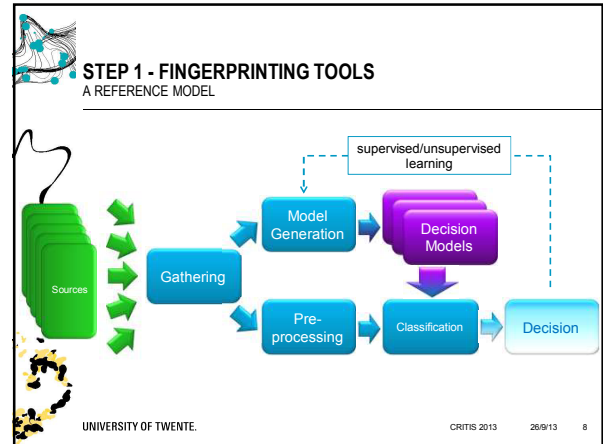 STEP 1 - FINGERPRINTING TOOLS
A REFERENCE MODEL
supervised/unsupervised
learning
Sources
Gathering
Model
Generation
Decision
Models
Pre-
processing
Classification
Decision
UNIVERSITY OF TWENTE.
CRITIS 2013 26/9/13 8